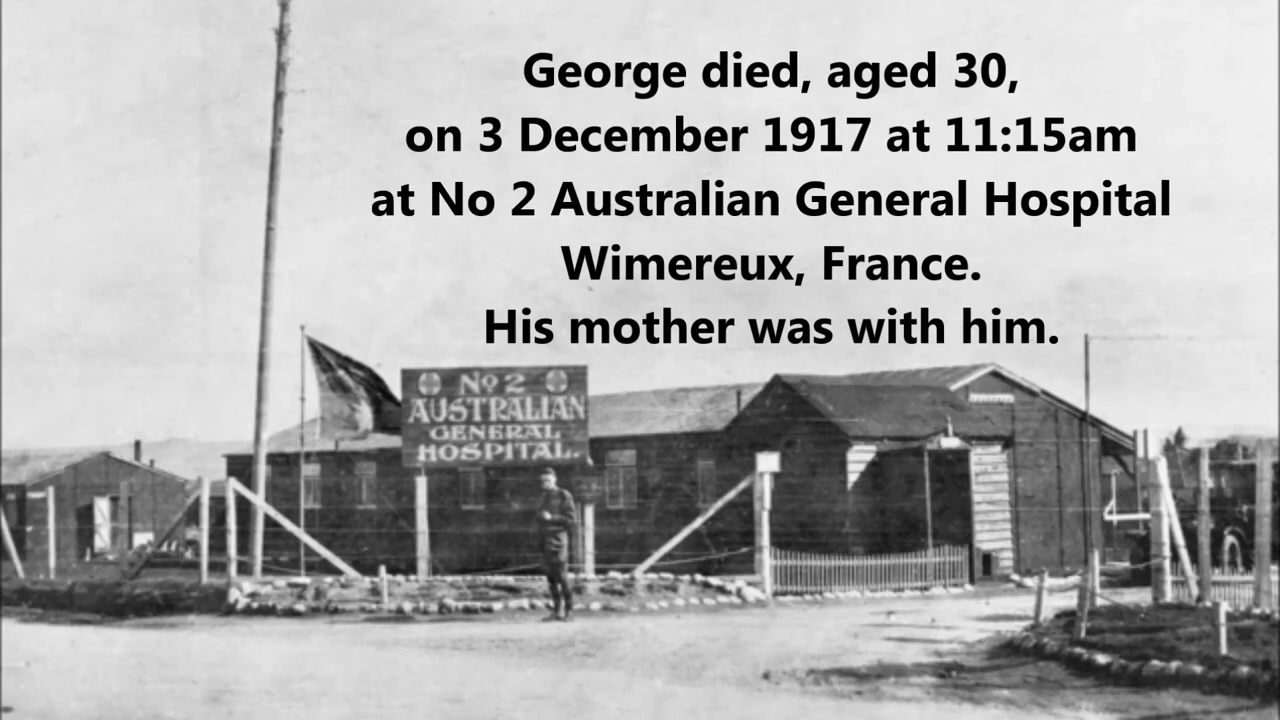 George died, aged 30,
on 3 December 1917 at 11:15am
at No 2 Australian General Hospital
Wimereux, France.
His mother was with him.
No 2
AUSTRALIAN
GENERAL
HOSPITAL.